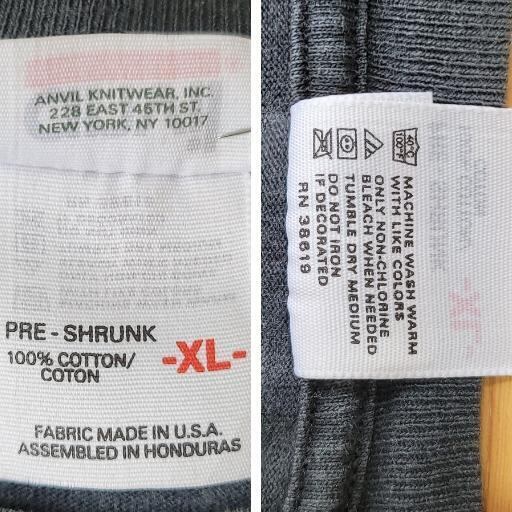 ANVIL KNITWEAR, INC.
228 EAST 45TH ST.
NEW YORK, NY 10017
PRE - SHRUNK
100% COTTON/
COTON
-XL-
FABRIC MADE IN U.S.A.
ASSEMBLED IN HONDURAS
40°C
100°F
MACHINE WASH WARM
WITH LIKE COLORS
ONLY NON-CHLORINE
BLEACH WHEN NEEDED
TUMBLE DRY MEDIUM
DO NOT IRON
IF DECORATED
RN 38619